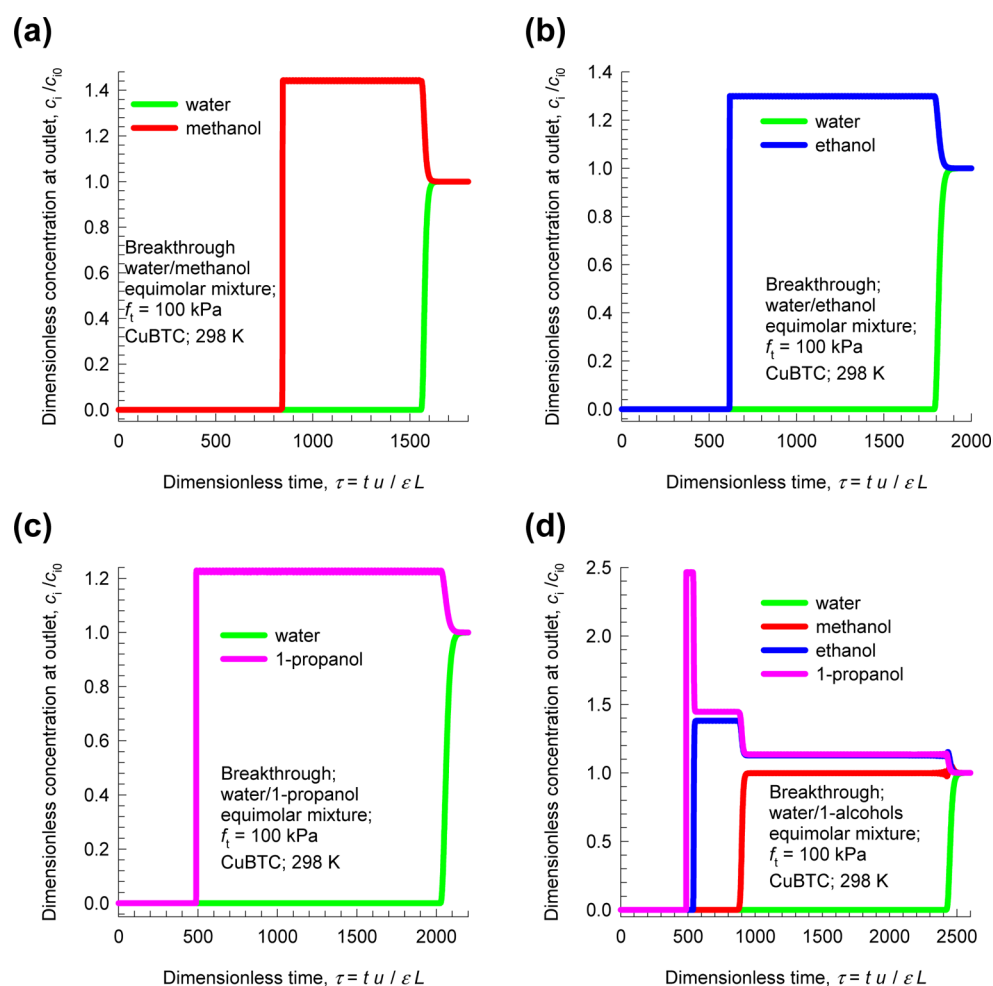 (a)
Dimensionless concentration at outlet, ci /ci0
1.4
1.2
1.0
0.8
0.6
0.4
0.2
0.0
water
methanol
Breakthrough
water/methanol
equimolar mixture;
ft = 100 kPa
CuBTC; 298 K
0 500 1000 1500
Dimensionless time, τ = t u / ε L
(b)
Dimensionless concentration at outlet, ci /ci0
1.4
1.2
1.0
0.8
0.6
0.4
0.2
0.0
water
ethanol
Breakthrough;
water/ethanol
equimolar mixture;
ft = 100 kPa
CuBTC; 298 K
0 500 1000 1500 2000
Dimensionless time, τ = t u / ε L
(c)
Dimensionless concentration at outlet, ci /ci0
1.2
1.0
0.8
0.6
0.4
0.2
0.0
water
1-propanol
Breakthrough;
water/1-propanol
equimolar mixture;
ft = 100 kPa
CuBTC; 298 K
0 500 1000 1500 2000
Dimensionless time, τ = t u / ε L
(d)
Dimensionless concentration at outlet, ci /ci0
2.5
2.0
1.5
1.0
0.5
0.0
water
methanol
ethanol
1-propanol
Breakthrough;
water/1-alcohols
equimolar mixture;
ft = 100 kPa
CuBTC; 298 K
0 500 1000 1500 2000 2500
Dimensionless time, τ = t u / ε L